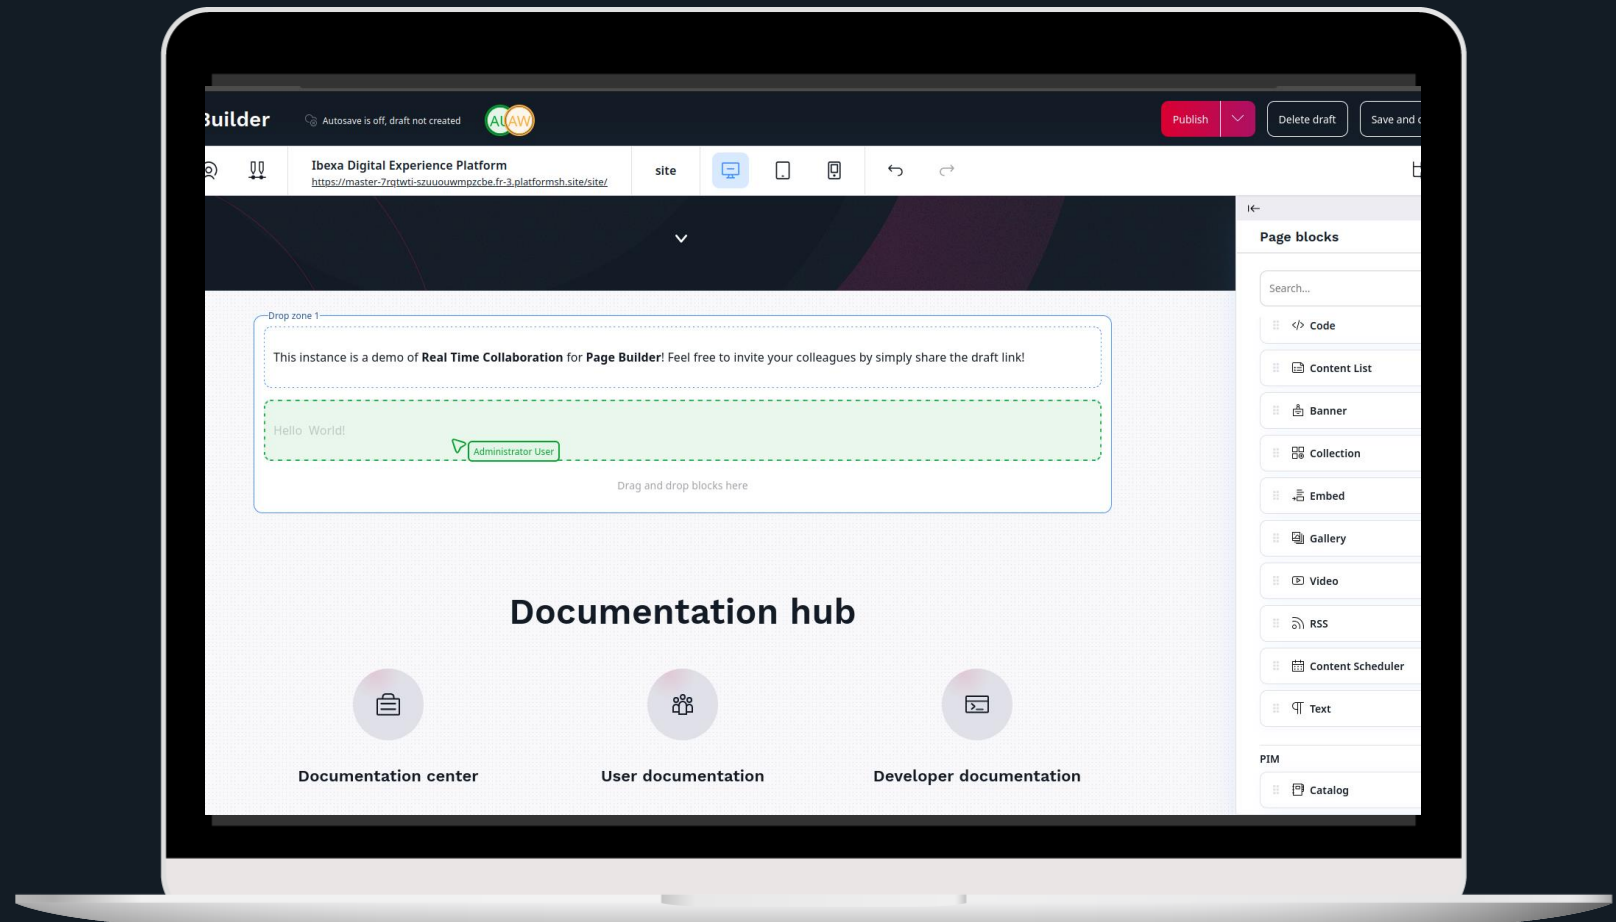 Builder
Autosave is off, draft not created
AU AW
Publish
Delete draft
Save and
Ibexa Digital Experience Platform
https://master-7rqtwti-szuuouwmpzcbe.fr-3.platformsh.site/site/
site
Page blocks
Search...
Drop zone 1
This instance is a demo of Real Time Collaboration for Page Builder! Feel free to invite your colleagues by simply share the draft link!
Hello World!
Administrator User
Drag and drop blocks here
Documentation hub
Documentation center
User documentation
Developer documentation
Code
Content List
Banner
Collection
Embed
Gallery
Video
RSS
Content Scheduler
Text
PIM
Catalog